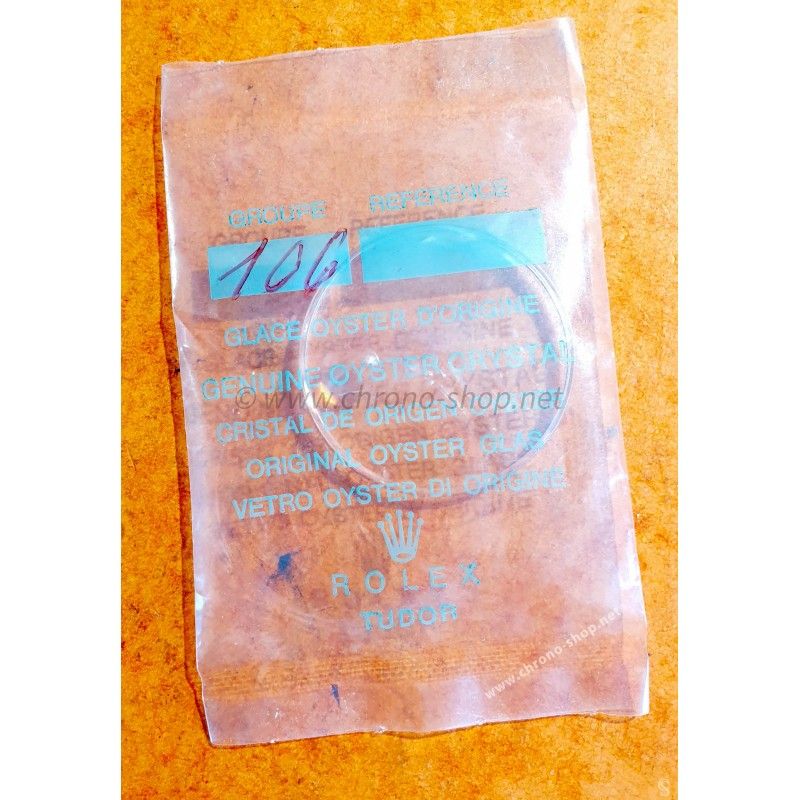 GROUPE REFERENCE
106
GLACE OYSTER D'ORIGINE
GENUINE OYSTER CRYSTAL
CRISTAL DE ORIGEN
ORIGINAL OYSTER GLAS
VETRO OYSTER DI ORIGINE
ROLEX
TUDOR
© www.chrono-shop.net
www.chrono-shop.net